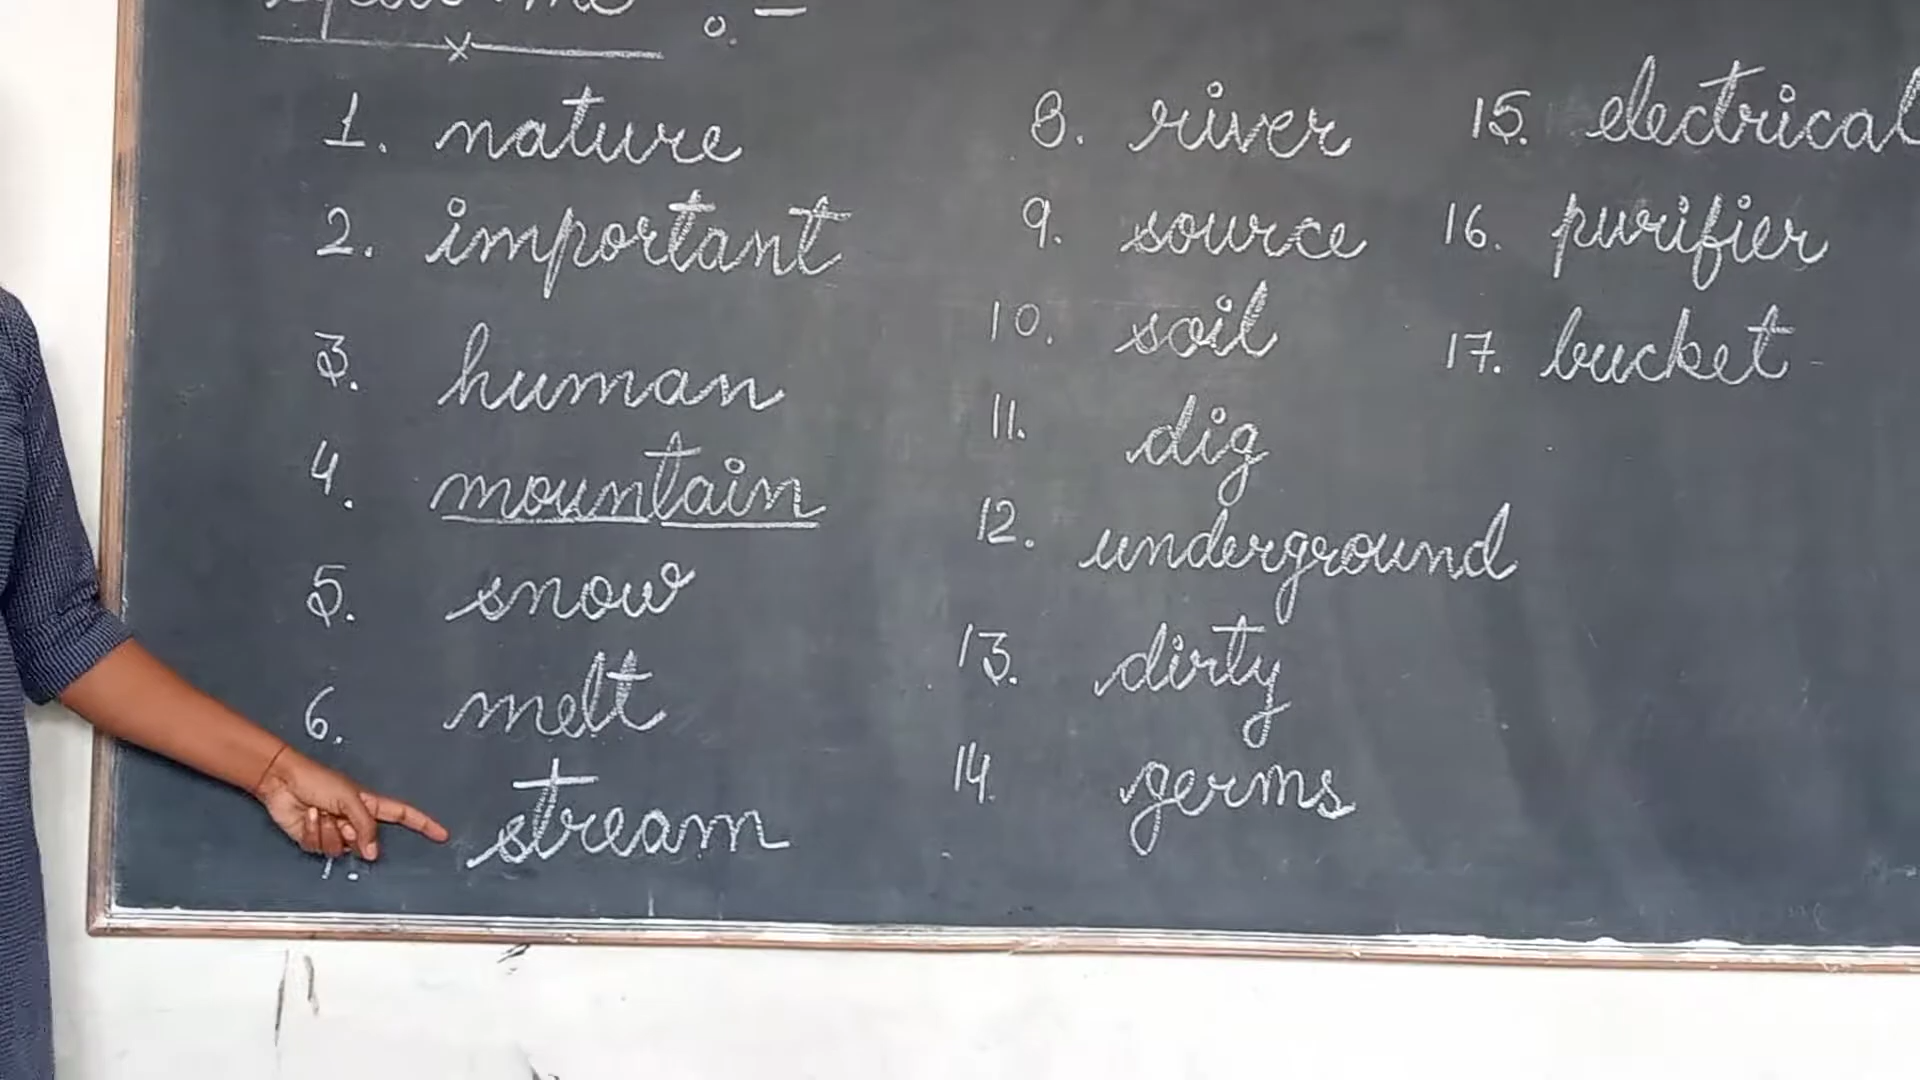 1. nature
2. important
3. human
4. mountain
5. snow
6. melt
7. stream
8. river
9. source
10. soil
11. dig
12. underground
13. dirty
14. germs
15. electrical
16. purifier
17. bucket